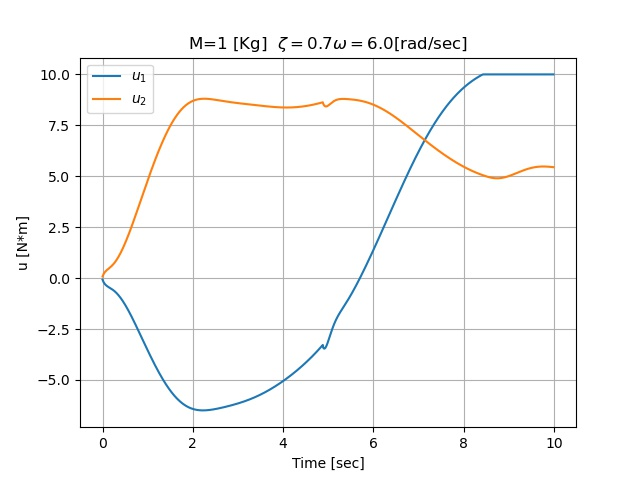 M=1 [Kg] ζ = 0.7ω = 6.0[rad/sec]
u₁
u₂
10.0
7.5
5.0
2.5
0.0
−2.5
−5.0
u [N*m]
0 2 4 6 8 10
Time [sec]